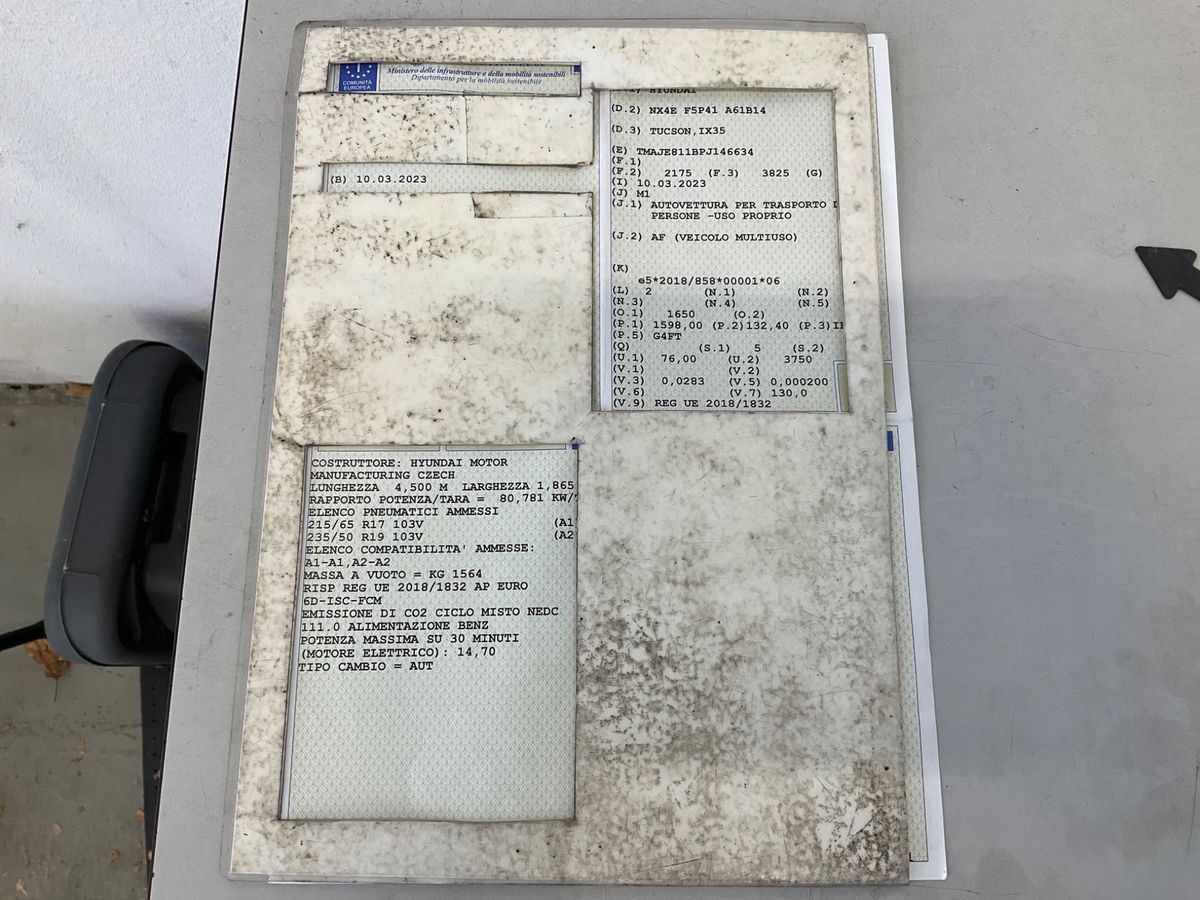 COMUNITÀ
EUROPEA
Ministero delle infrastrutture e della mobilità sostenibili
Dipartimento per la mobilità sostenibile
(B) 10.03.2023
HYUNDAI
(D.2) NX4E F5P41 A61B14
(D.3) TUCSON,IX35
(E) TMAJE811BPJ146634
(F.1)
(F.2) 2175 (F.3) 3825 (G)
(I) 10.03.2023
(J) M1
(J.1) AUTOVETTURA PER TRASPORTO
PERSONE -USO PROPRIO
(J.2) AF (VEICOLO MULTIUSO)
(K)
e5*2018/858*00001*06
(L) 2 (N.1) (N.2)
(N.3) (N.4) (N.5)
(O.1) 1650 (O.2)
(P.1) 1598,00 (P.2)132,40 (P.3)
(P.5) G4FT
(Q) (S.1) 5 (S.2)
(U.1) 76,00 (U.2) 3750
(V.1) (V.2)
(V.3) 0,0283 (V.5) 0,000200
(V.6) (V.7) 130,0
(V.9) REG UE 2018/1832
COSTRUTTORE: HYUNDAI MOTOR
MANUFACTURING CZECH
LUNGHEZZA 4,500 M LARGHEZZA 1,865
RAPPORTO POTENZA/TARA = 80,781 KW/
ELENCO PNEUMATICI AMMESSI
215/65 R17 103V (A1
235/50 R19 103V (A2
ELENCO COMPATIBILITA' AMMESSE:
A1-A1,A2-A2
MASSA A VUOTO = KG 1564
RISP REG UE 2018/1832 AP EURO
6D-ISC-FCM
EMISSIONE DI CO2 CICLO MISTO NEDC
111.0 ALIMENTAZIONE BENZ
POTENZA MASSIMA SU 30 MINUTI
(MOTORE ELETTRICO): 14,70
TIPO CAMBIO = AUT